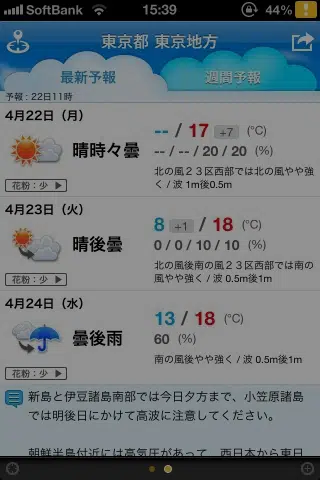 SoftBank 15:39 44%
東京都 東京地方
最新予報 週間予報
予報：22日11時
4月22日（月）
晴時々曇
花粉：少 ▶
-- / 17 +7 (℃)
-- / -- / 20 / 20 (%)
北の風２３区西部では北の風やや強
く / 波 1m後0.5m
4月23日（火）
晴後曇
花粉：少 ▶
8 +1 / 18 (℃)
0 / 0 / 10 / 10 (%)
北の風後南の風２３区西部では南の
風やや強く / 波 0.5m後1m
4月24日（水）
曇後雨
花粉：少 ▶
13 / 18 (℃)
60 (%)
南の風後やや強く / 波 0.5m後1m
新島と伊豆諸島南部では今日夕方まで、小笠原諸島
では明後日にかけて高波に注意してください。
朝鮮半島付近には高気圧があって、西日本から東日